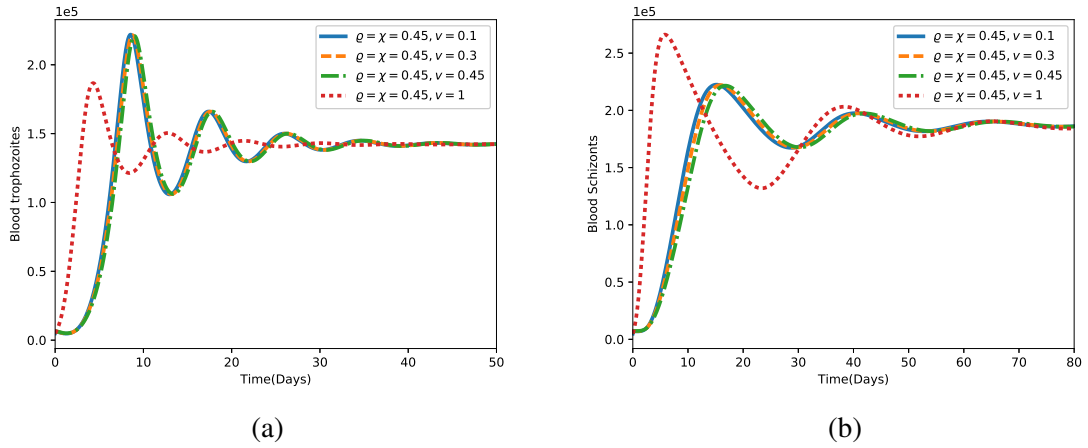 1e5
Blood trophozoites
2.0
1.5
1.0
0.5
0.0
ϱ = χ = 0.45, v = 0.1
ϱ = χ = 0.45, v = 0.3
ϱ = χ = 0.45, v = 0.45
ϱ = χ = 0.45, v = 1
0 10 20 30 40 50
Time(Days)
(a)
1e5
Blood Schizonts
2.5
2.0
1.5
1.0
0.5
0.0
ϱ = χ = 0.45, v = 0.1
ϱ = χ = 0.45, v = 0.3
ϱ = χ = 0.45, v = 0.45
ϱ = χ = 0.45, v = 1
0 10 20 30 40 50 60 70 80
Time(Days)
(b)